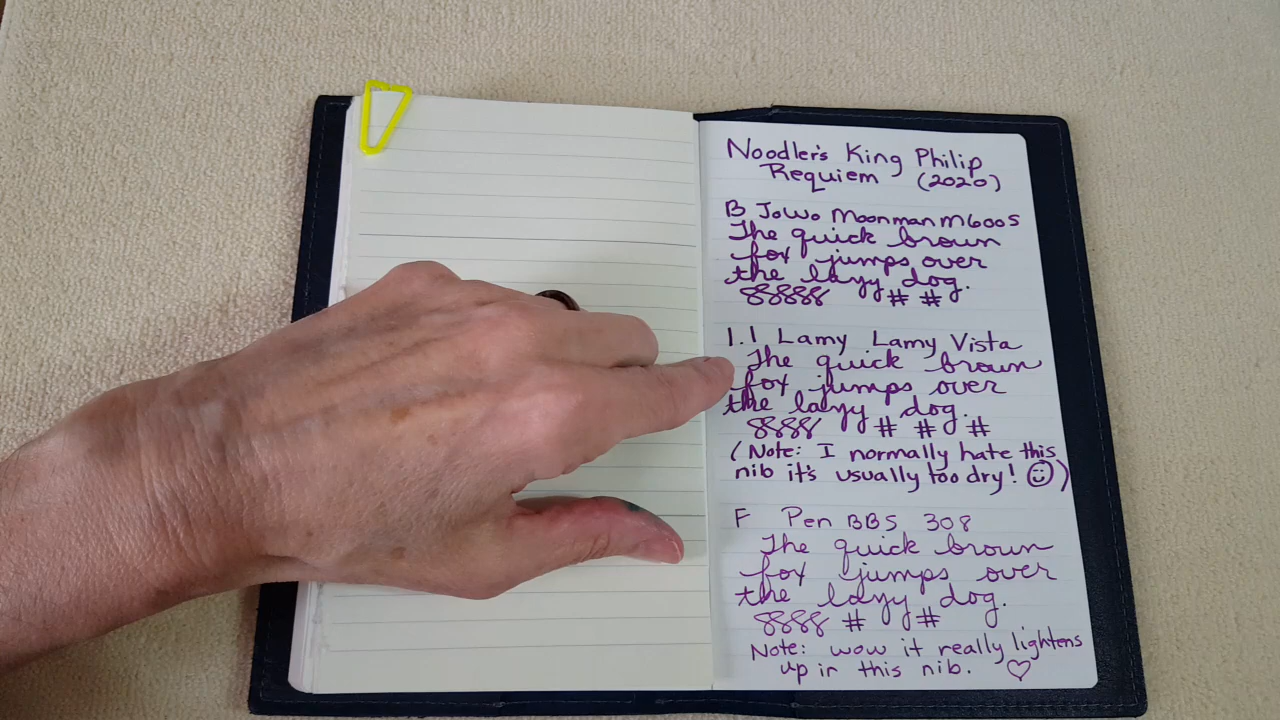 Noodler's King Philip
Requiem (2020)
B JoWo Moonman M600S
The quick brown
fox jumps over
the lazy dog.
88888 # #
1.1 Lamy Lamy Vista
The quick brown
fox jumps over
the lazy dog.
8888 # # #
(Note: I normally hate this
nib it's usually too dry! ☺)
F Pen BBS 308
The quick brown
fox jumps over
the lazy dog.
8888 # #
Note: wow it really lightens
up in this nib. ♡